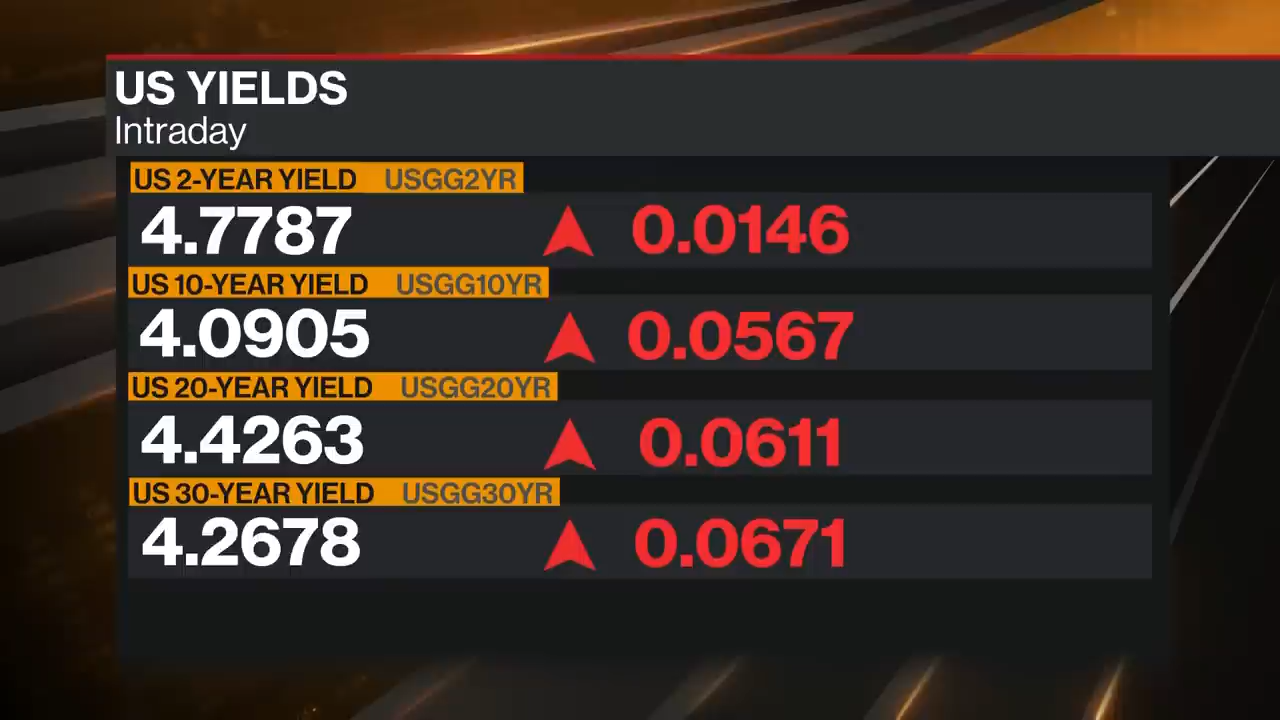 US YIELDS
Intraday
US 2-YEAR YIELD USGG2YR
4.7787 0.0146
US 10-YEAR YIELD USGG10YR
4.0905 0.0567
US 20-YEAR YIELD USGG20YR
4.4263 0.0611
US 30-YEAR YIELD USGG30YR
4.2678 0.0671